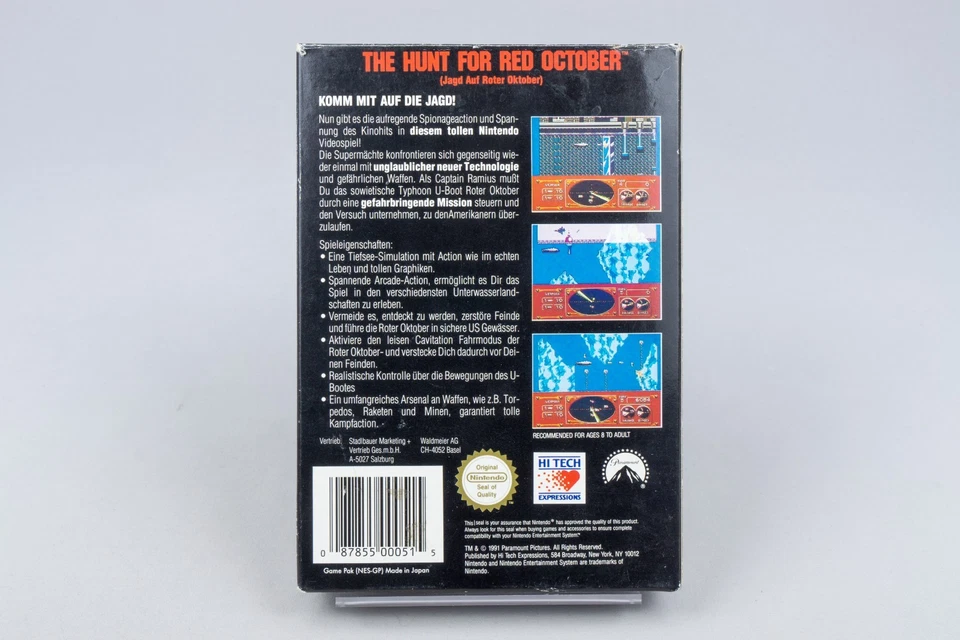 THE HUNT FOR RED OCTOBER™
(Jagd Auf Roter Oktober)
KOMM MIT AUF DIE JAGD!
Nun gibt es die aufregende Spionageaction und Span-
nung des Kinohits in diesem tollen Nintendo
Videospiel!
Die Supermächte konfrontieren sich gegenseitig wie-
der einmal mit unglaublicher neuer Technologie
und gefährlichen Waffen. Als Captain Ramius mußt
Du das sowietische Typhoon U-Boot Roter Oktober
durch eine gefahrbringende Mission steuern und
den Versuch unternehmen, zu denAmerikanern über-
zulaufen.
Spieleigenschaften:
• Eine Tiefsee-Simulation mit Action wie im echten
Leben und tollen Graphiken.
• Spannende Arcade-Action, ermöglicht es Dir das
Spiel in den verschiedensten Unterwasserland-
schaften zu erleben.
• Vermeide es, entdeckt zu werden, zerstöre Feinde
und führe die Roter Oktober in sichere US Gewässer.
• Aktiviere den leisen Cavitation Fahrmodus der
Roter Oktober- und verstecke Dich dadurch vor Dei-
nen Feinden.
• Realistische Kontrolle über die Bewegungen des U-
Bootes
• Ein umfangreiches Arsenal an Waffen, wie z.B. Tor-
pedos, Raketen und Minen, garantiert tolle
Kampfaction.
RECOMMENDED FOR AGES 8 TO ADULT
Vertrieb: Stadlbauer Marketing + Waldmeier AG
Vertrieb Ges.m.b.H. CH-4052 Basel
A-5027 Salzburg
Original
Nintendo
Seal of
Quality
HI TECH
EXPRESSIONS
Paramount
This seal is your assurance that Nintendo® has approved the quality of this product.
Always look for this seal when buying games and accessories to ensure complete
compatibility with your Nintendo Entertainment System.®
TM & © 1991 Paramount Pictures. All Rights Reserved.
Published by Hi Tech Expressions, 584 Broadway, New York, NY 10012
Nintendo and Nintendo Entertainment System are trademarks of
Nintendo.
0 87855 00051 5
Game Pak (NES-GP) Made in Japan